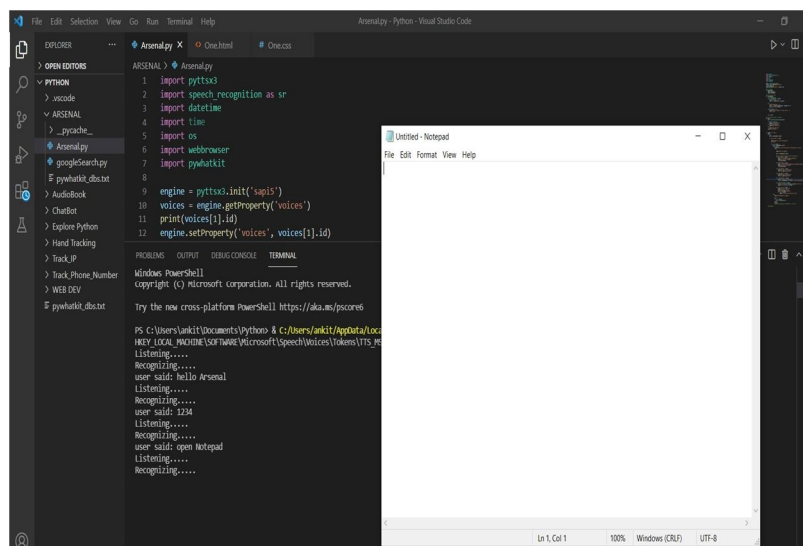 File Edit Selection View Go Run Terminal Help
Arsenal.py - Python - Visual Studio Code
EXPLORER
OPEN EDITORS
PYTHON
.vscode
ARSENAL
__pycache__
Arsenal.py
googleSearch.py
pywhatkit_dbs.txt
AudioBook
ChatBot
Explore Python
Hand Tracking
Track_IP
Track_Phone_Number
WEB DEV
pywhatkit_dbs.txt
Arsenal.py X One.html # One.css
ARSENAL > Arsenal.py
1 import pyttsx3
2 import speech_recognition as sr
3 import datetime
4 import time
5 import os
6 import webbrowser
7 import pywhatkit
8
9 engine = pyttsx3.init('sapi5')
10 voices = engine.getProperty('voices')
11 print(voices[1].id)
12 engine.setProperty('voices', voices[1].id)
PROBLEMS OUTPUT DEBUG CONSOLE TERMINAL
Windows PowerShell
Copyright (C) Microsoft Corporation. All rights reserved.
Try the new cross-platform PowerShell https://aka.ms/pscore6
PS C:\Users\ankit\Documents\Python> & C:/Users/ankit/AppData/Loca
HKEY_LOCAL_MACHINE\SOFTWARE\Microsoft\Speech\Voices\Tokens\TTS_MS
Listening.....
Recognizing.....
user said: hello Arsenal
Listening.....
Recognizing.....
user said: 1234
Listening.....
Recognizing.....
user said: open Notepad
Listening.....
Recognizing.....
Untitled - Notepad
File Edit Format View Help
Ln 1, Col 1 100% Windows (CRLF) UTF-8